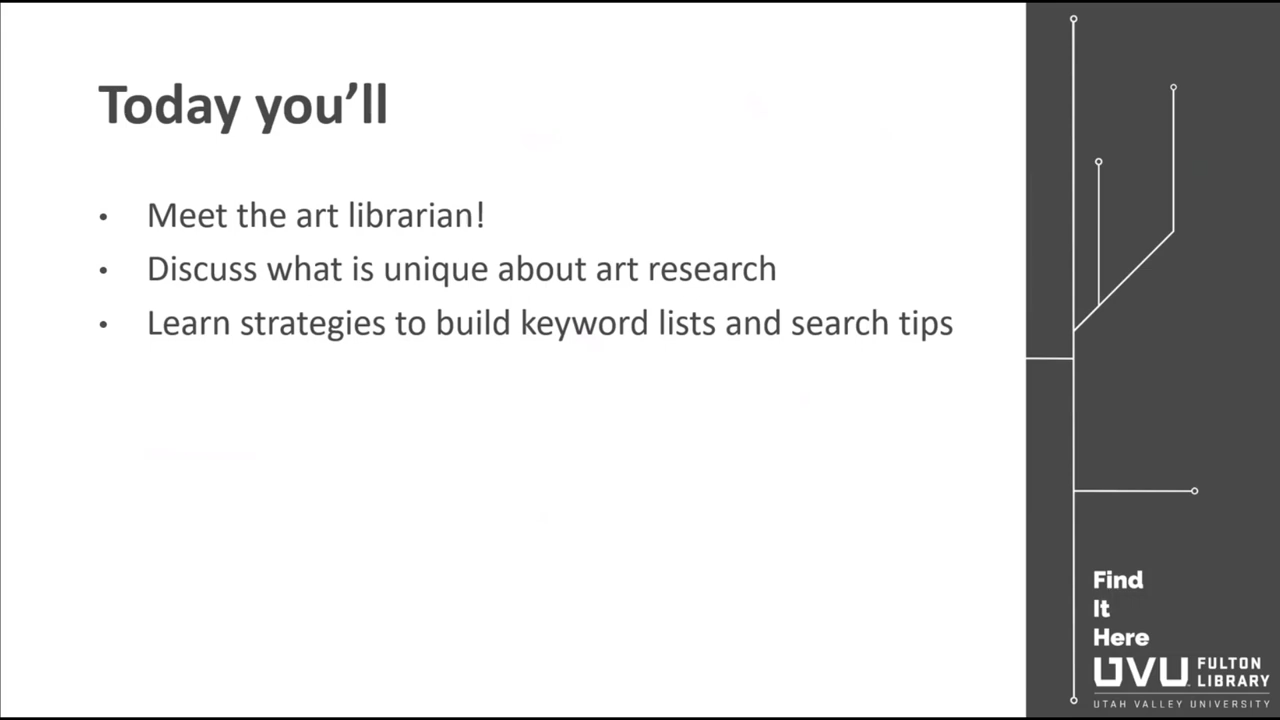 Today you’ll
• Meet the art librarian!
• Discuss what is unique about art research
• Learn strategies to build keyword lists and search tips
Find
It
Here
UVU FULTON
LIBRARY
UTAH VALLEY UNIVERSITY